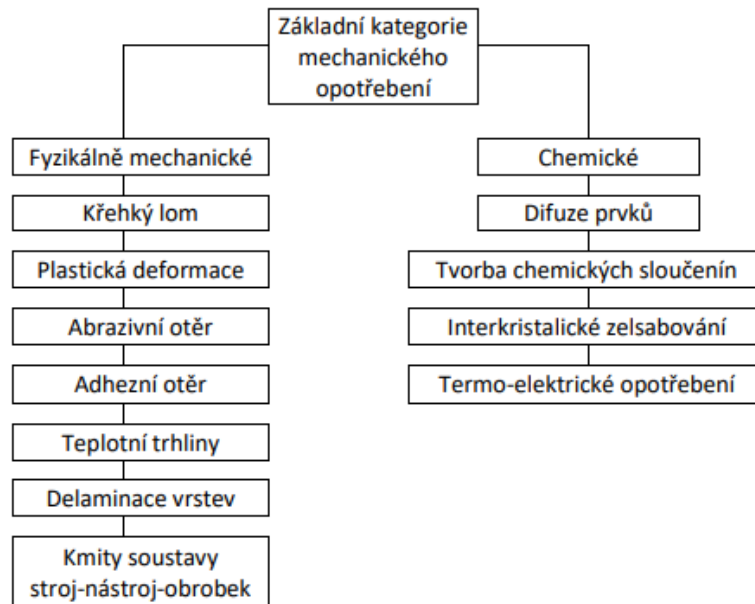 Základní kategorie
mechanického
opotřebení
Fyzikálně mechanické
Křehký lom
Plastická deformace
Abrazivní otěr
Adhezní otěr
Teplotní trhliny
Delaminace vrstev
Kmity soustavy
stroj-nástroj-obrobek
Chemické
Difuze prvků
Tvorba chemických sloučenín
Interkristalické zelsabování
Termo-elektrické opotřebení